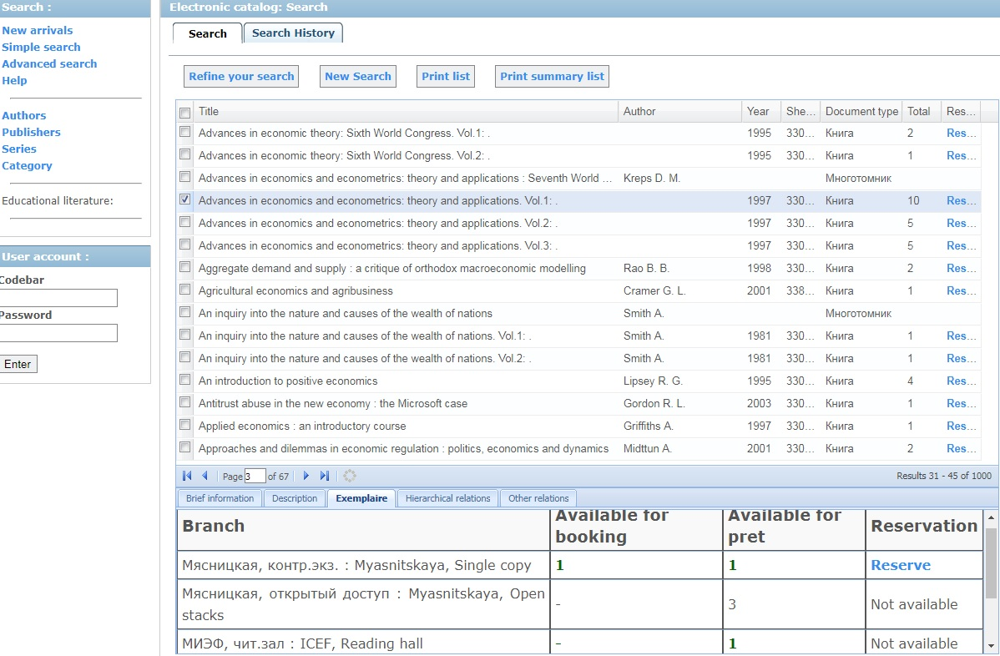 Search :
New arrivals
Simple search
Advanced search
Help
Authors
Publishers
Series
Category
Educational literature:
User account :
Codebar
Password
Enter
Electronic catalog: Search
Search Search History
Refine your search New Search Print list Print summary list
Title Author Year She... Document type Total Res...
Advances in economic theory: Sixth World Congress. Vol.1: . 1995 330... Книга 2 Res...
Advances in economic theory: Sixth World Congress. Vol.2: . 1995 330... Книга 1 Res...
Advances in economics and econometrics: theory and applications : Seventh World ... Kreps D. M. Многотомник
Advances in economics and econometrics: theory and applications. Vol.1: . 1997 330... Книга 10 Res...
Advances in economics and econometrics: theory and applications. Vol.2: . 1997 330... Книга 5 Res...
Advances in economics and econometrics: theory and applications. Vol.3: . 1997 330... Книга 5 Res...
Aggregate demand and supply : a critique of orthodox macroeconomic modelling Rao B. B. 1998 330... Книга 2 Res...
Agricultural economics and agribusiness Cramer G. L. 2001 338... Книга 1 Res...
An inquiry into the nature and causes of the wealth of nations Smith A. Многотомник
An inquiry into the nature and causes of the wealth of nations. Vol.1: . Smith A. 1981 330... Книга 1 Res...
An inquiry into the nature and causes of the wealth of nations. Vol.2: . Smith A. 1981 330... Книга 1 Res...
An introduction to positive economics Lipsey R. G. 1995 330... Книга 4 Res...
Antitrust abuse in the new economy : the Microsoft case Gordon R. L. 2003 330... Книга 1 Res...
Applied economics : an introductory course Griffiths A. 1997 330... Книга 1 Res...
Approaches and dilemmas in economic regulation : politics, economics and dynamics Midttun A. 2001 330... Книга 2 Res...
Page 3 of 67 Results 31 - 45 of 1000
Brief information Description Exemplaire Hierarchical relations Other relations
Branch Available for booking Available for pret Reservation
Мясницкая, контр.экз. : Myasnitskaya, Single copy 1 1 Reserve
Мясницкая, открытый доступ : Myasnitskaya, Open
stacks - 3 Not available
МИЭФ, чит.зал : ICEF, Reading hall - 1 Not available